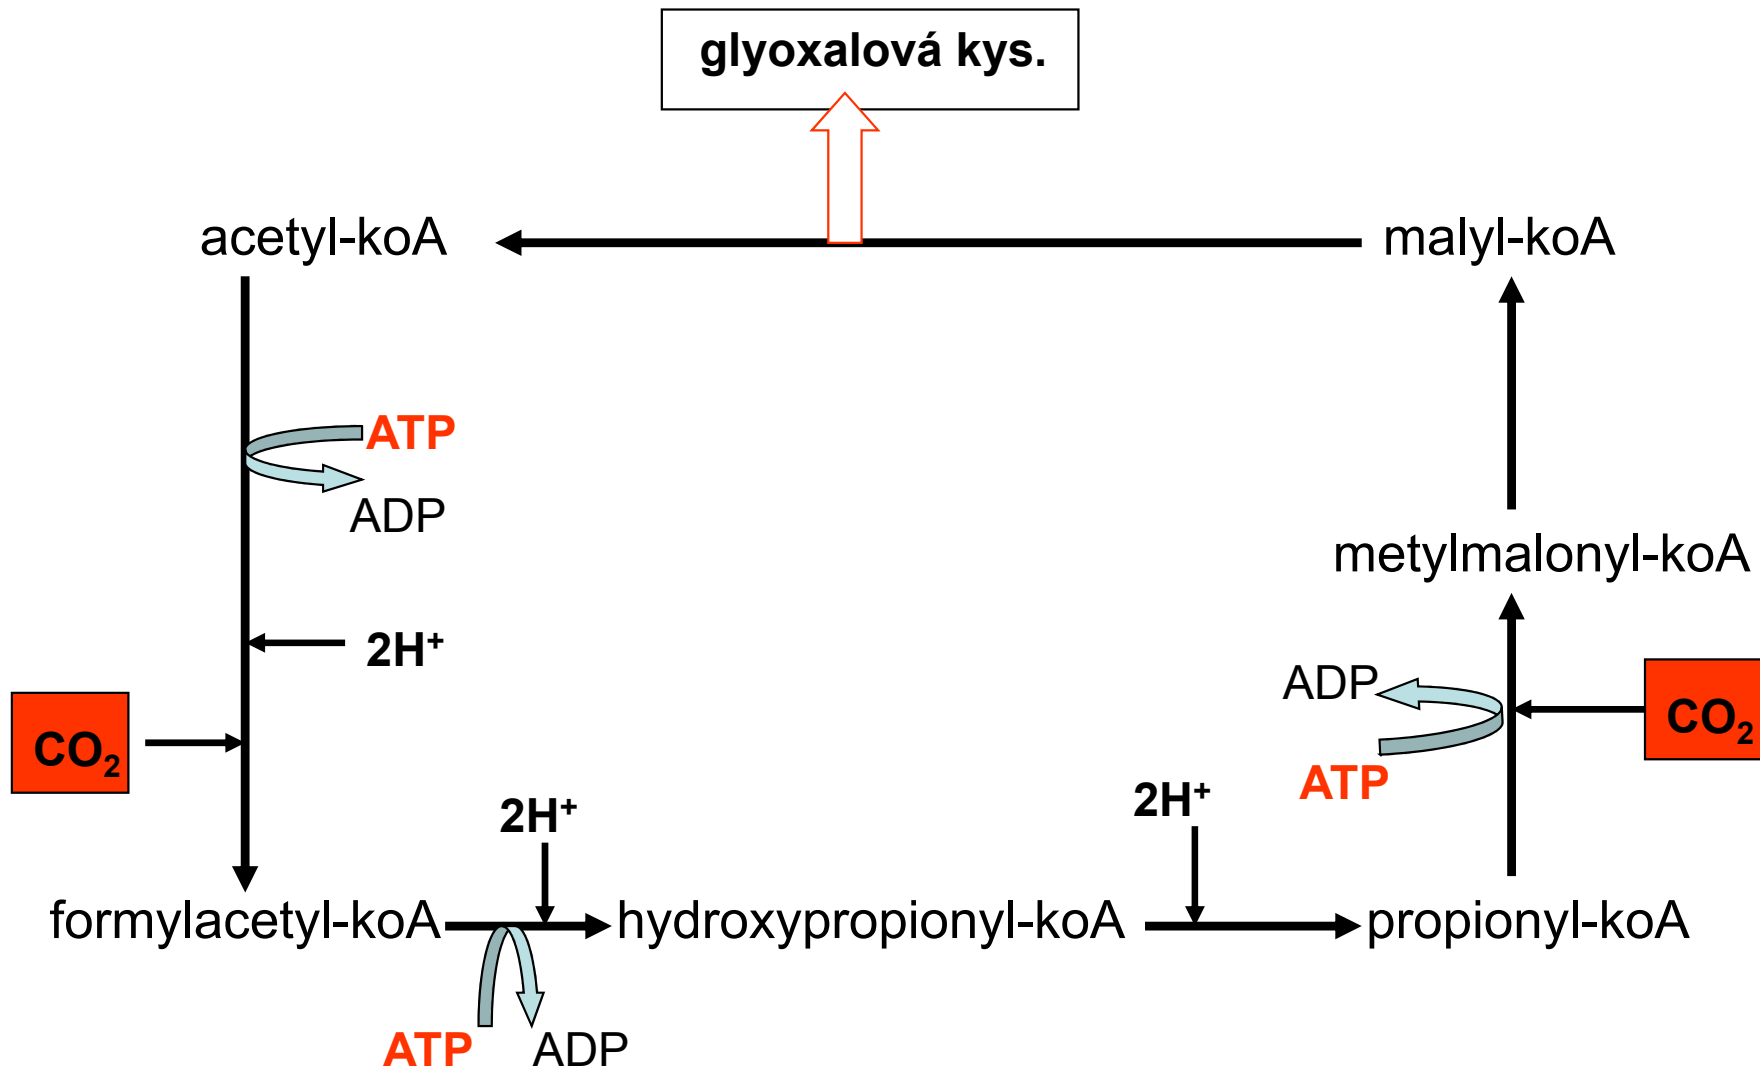 glyoxalová kys.
acetyl-koA
malyl-koA
ATP
ADP
metylmalonyl-koA
2H⁺
ADP
CO₂
CO₂
ATP
2H⁺
2H⁺
formylacetyl-koA
hydroxypropionyl-koA
propionyl-koA
ATP
ADP